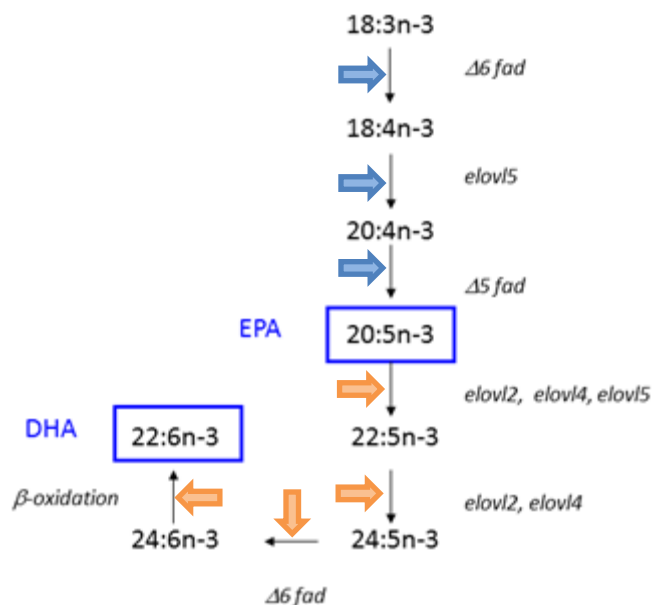 18:3n-3
Δ6 fad
18:4n-3
elovl5
20:4n-3
Δ5 fad
EPA
20:5n-3
elovl2, elovl4, elovl5
DHA
22:6n-3
22:5n-3
β-oxidation
elovl2, elovl4
24:6n-3
24:5n-3
Δ6 fad